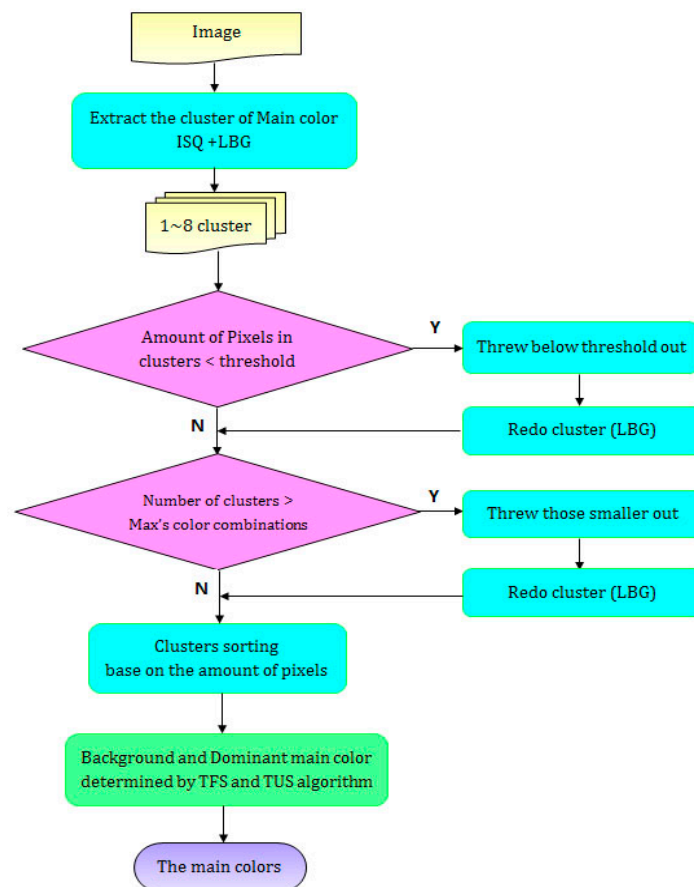 Image
Extract the cluster of Main color
ISQ +LBG
1~8 cluster
Amount of Pixels in
clusters < threshold
Y
Threw below threshold out
N
Redo cluster (LBG)
Number of clusters >
Max's color combinations
Y
Threw those smaller out
N
Redo cluster (LBG)
Clusters sorting
base on the amount of pixels
Background and Dominant main color
determined by TFS and TUS algorithm
The main colors